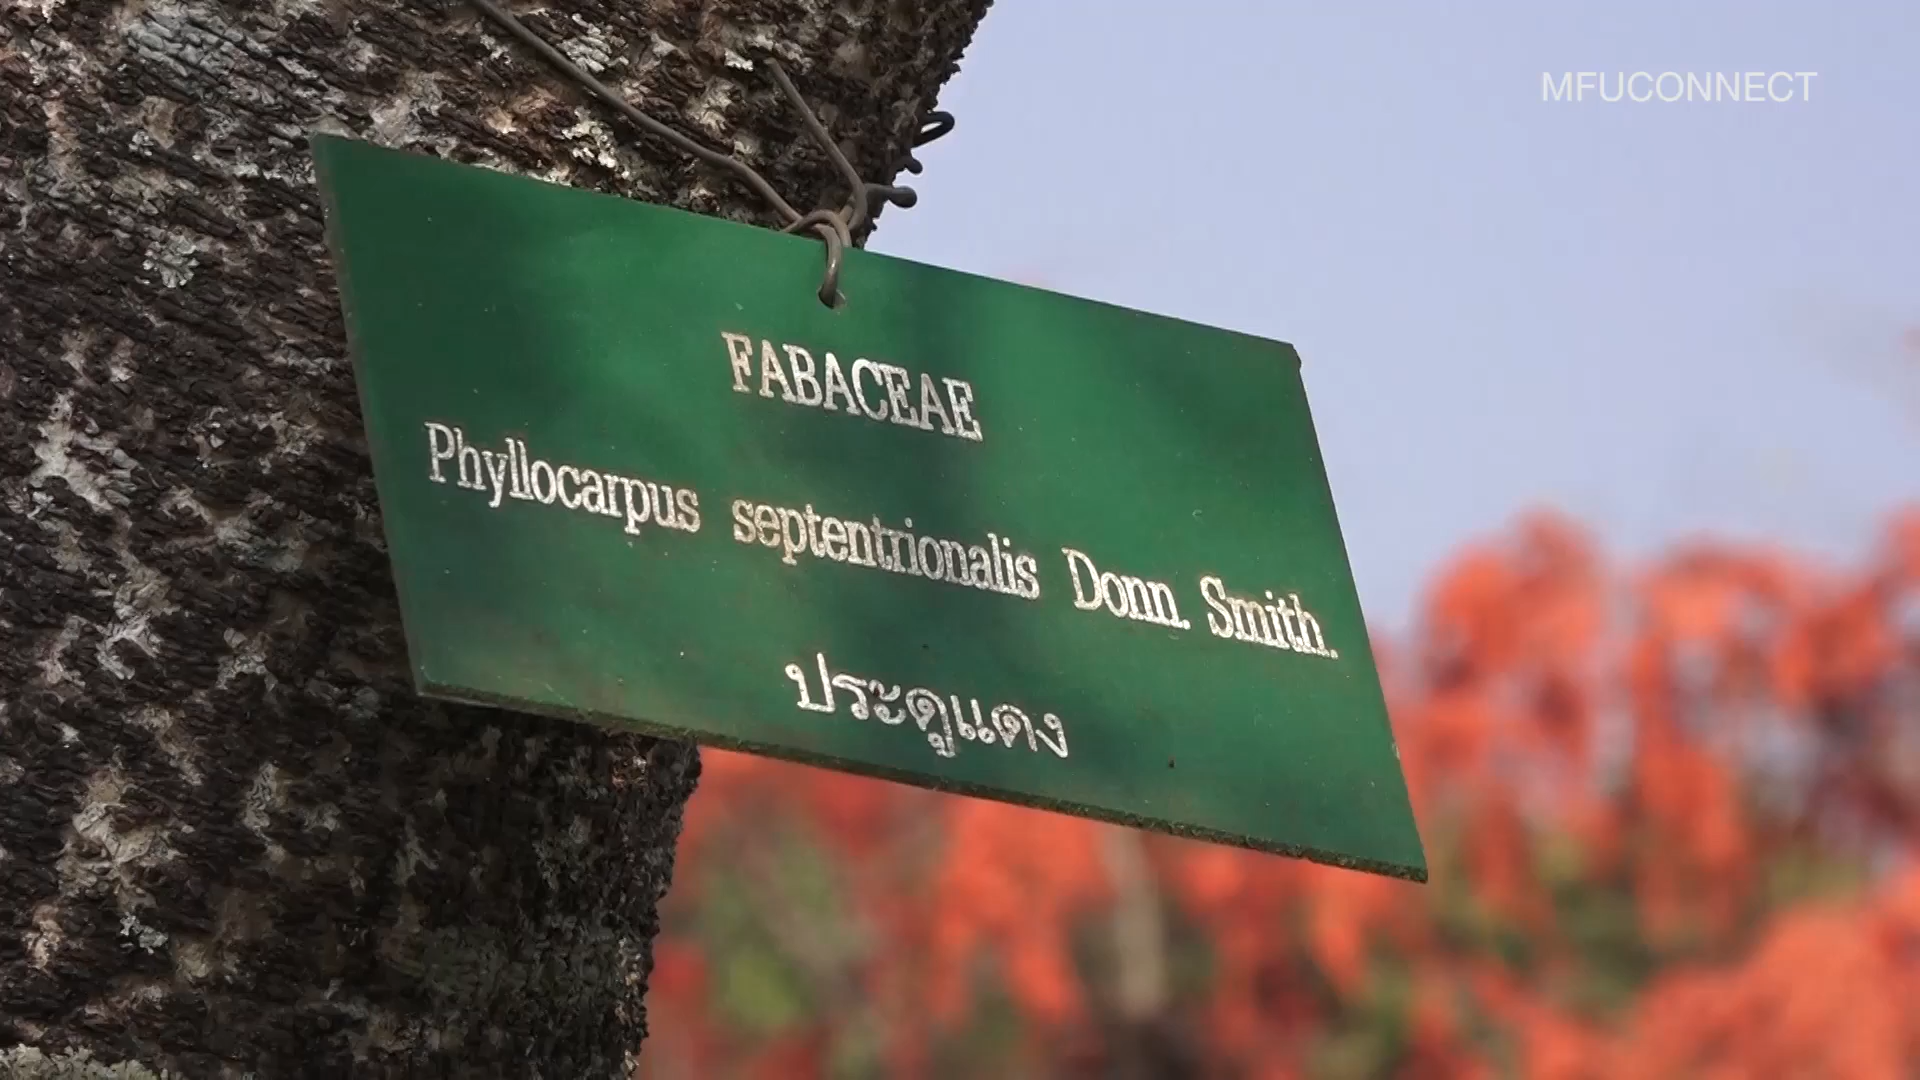 MFUCONNECT
FABACEAE
Phyllocarpus septentrionalis Donn. Smith.
ประดู่แดง